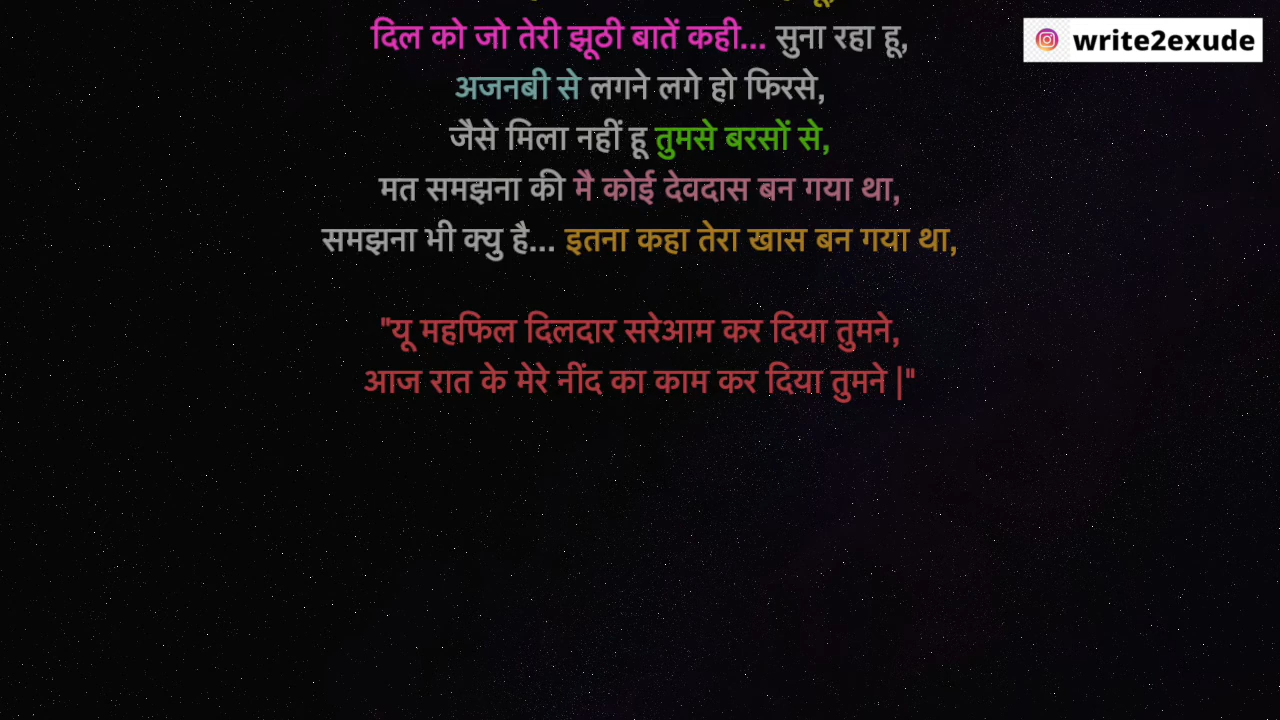 दिल को जो तेरी झूठी बातें कही... सुना रहा हू,
write2exude
अजनबी से लगने लगे हो फिरसे,
जैसे मिला नहीं हू तुमसे बरसों से,
मत समझना की मै कोई देवदास बन गया था,
समझना भी क्यु है... इतना कहा तेरा खास बन गया था,
"यू महफिल दिलदार सरेआम कर दिया तुमने,
आज रात के मेरे नींद का काम कर दिया तुमने |"